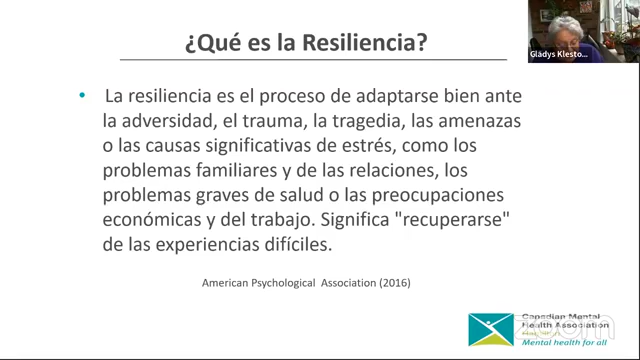 ¿Qué es la Resiliencia?
Gladys Klesto...
• La resiliencia es el proceso de adaptarse bien ante
la adversidad, el trauma, la tragedia, las amenazas
o las causas significativas de estrés, como los
problemas familiares y de las relaciones, los
problemas graves de salud o las preocupaciones
económicas y del trabajo. Significa "recuperarse"
de las experiencias difíciles.
American Psychological Association (2016)
Canadian Mental
Health Association
zoom
Mental health for all